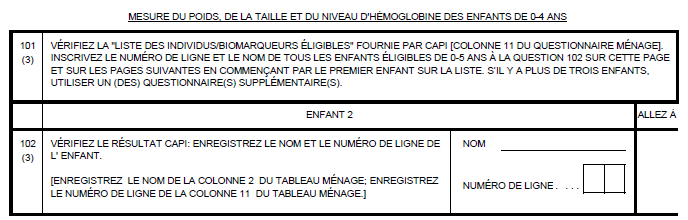 MESURE DU POIDS, DE LA TAILLE ET DU NIVEAU D'HÉMOGLOBINE DES ENFANTS DE 0-4 ANS
101
(3)
VÉRIFIEZ LA "LISTE DES INDIVIDUS/BIOMARQUEURS ÉLIGIBLES" FOURNIE PAR CAPI [COLONNE 11 DU QUESTIONNAIRE MÉNAGE].
INSCRIVEZ LE NUMÉRO DE LIGNE ET LE NOM DE TOUS LES ENFANTS ÉLIGIBLES DE 0-5 ANS À LA QUESTION 102 SUR CETTE PAGE
ET SUR LES PAGES SUIVANTES EN COMMENÇANT PAR LE PREMIER ENFANT SUR LA LISTE. S'IL Y A PLUS DE TROIS ENFANTS,
UTILISER UN (DES) QUESTIONNAIRE(S) SUPPLÉMENTAIRE(S).
ENFANT 2
ALLEZ À
102
(3)
VÉRIFIEZ LE RÉSULTAT CAPI: ENREGISTREZ LE NOM ET LE NUMÉRO DE LIGNE DE
L' ENFANT.
[ENREGISTREZ LE NOM DE LA COLONNE 2 DU TABLEAU MÉNAGE; ENREGISTREZ
LE NUMÉRO DE LIGNE DE LA COLONNE 11 DU TABLEAU MÉNAGE.]
NOM
NUMÉRO DE LIGNE . . . .